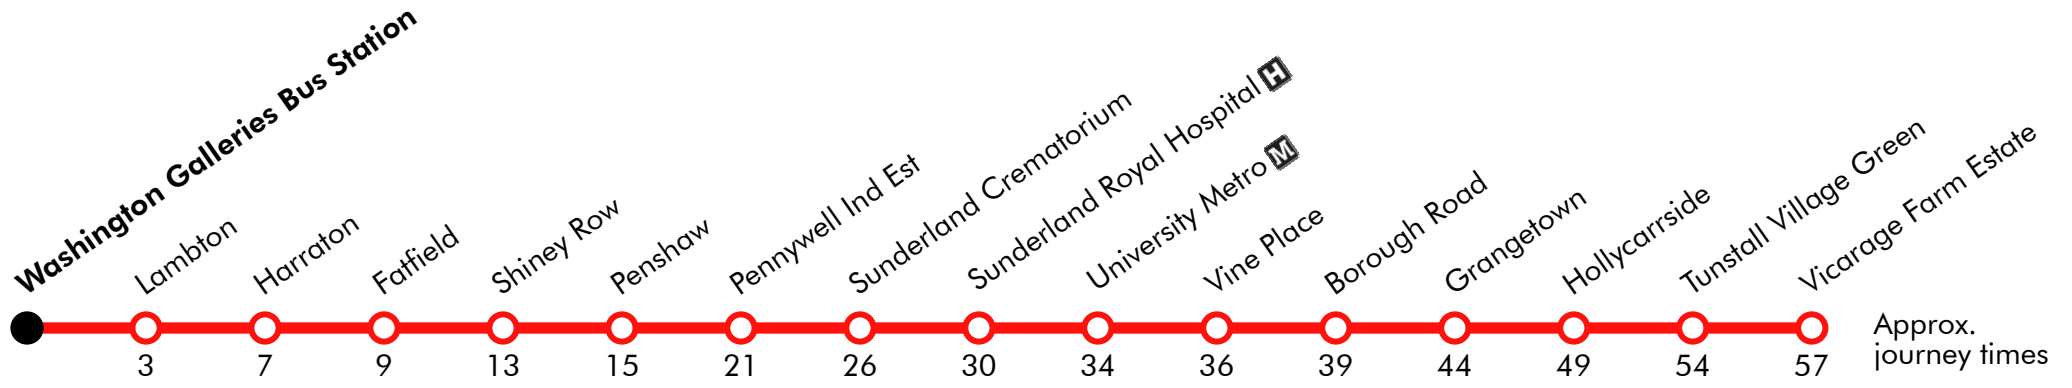 Washington Galleries Bus Station
Lambton
Harraton
Fatfield
Shiney Row
Penshaw
Pennywell Ind Est
Sunderland Crematorium
Sunderland Royal Hospital H
University Metro M
Vine Place
Borough Road
Grangetown
Hollycarrside
Tunstall Village Green
Vicarage Farm Estate
3 7 9 13 15 21 26 30 34 36 39 44 49 54 57
Approx.
journey times